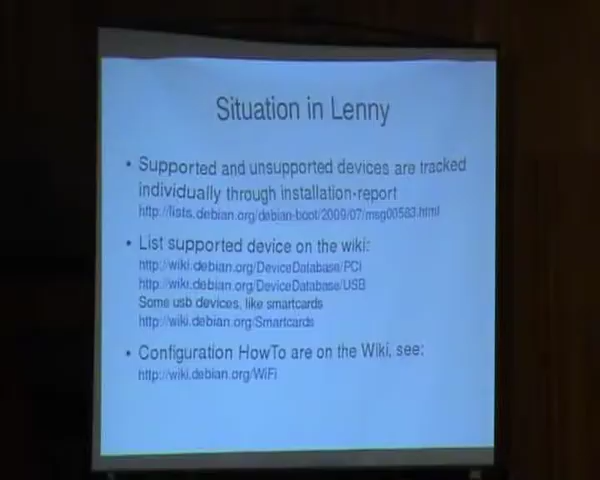 Situation in Lenny
• Supported and unsupported devices are tracked
individually through installation-report
http://lists.debian.org/debian-boot/2009/07/msg00583.html
• List supported device on the wiki:
http://wiki.debian.org/DeviceDatabase/PCI
http://wiki.debian.org/DeviceDatabase/USB
Some usb devices, like smartcards
http://wiki.debian.org/Smartcards
• Configuration HowTo are on the Wiki, see:
http://wiki.debian.org/WiFi